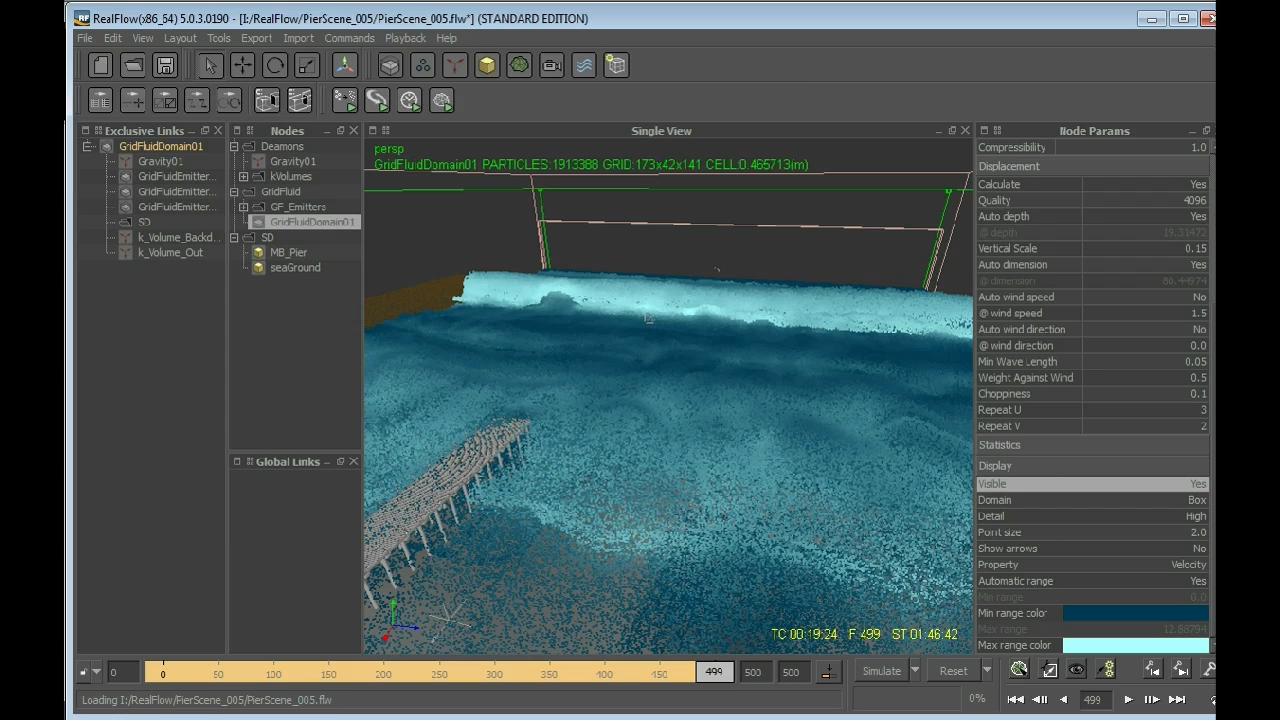 RealFlow(x86_64) 5.0.3.0190 - [I:/RealFlow/PierScene_005/PierScene_005.flw*] (STANDARD EDITION)
File Edit View Layout Tools Export Import Commands Playback Help
Exclusive Links
GridFluidDomain01
Gravity01
GridFluidEmitter...
GridFluidEmitter...
GridFluidEmitter...
SD
k_Volume_Backd...
k_Volume_Out
Nodes
Deamons
Gravity01
kVolumes
GridFluid
GF_Emitters
GridFluidDomain01
SD
MB_Pier
seaGround
Global Links
Single View
persp
GridFluidDomain01 PARTICLES:1913388 GRID:173x42x141 CELL:0.465713(m)
TC 00:19:24 F 499 ST 01:46:42
Node Params
Compressibility 1.0
Displacement
Calculate Yes
Quality 4096
Auto depth Yes
@ depth 19.31472
Vertical Scale 0.15
Auto dimension Yes
@ dimension 80.44974
Auto wind speed No
@ wind speed 1.5
Auto wind direction No
@ wind direction 0.0
Min Wave Length 0.05
Weight Against Wind 0.5
Choppness 0.1
Repeat U 3
Repeat V 2
Statistics
Display
Visible Yes
Domain Box
Detail High
Point size 2.0
Show arrows No
Property Velocity
Automatic range Yes
Min range 0.0
Min range color
Max range 12.88794
Max range color
0 0 50 100 150 200 250 300 350 400 450 499 500 500
Simulate Reset
Loading I:/RealFlow/PierScene_005/PierScene_005.flw
0% 499